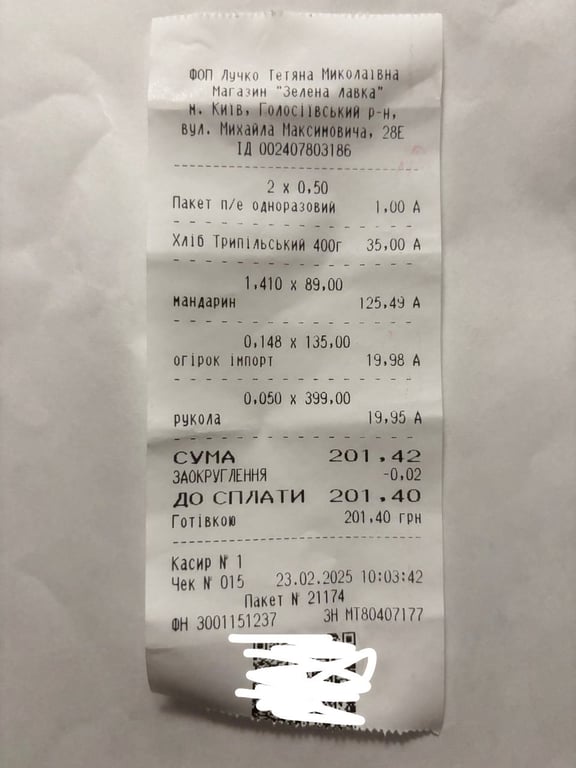 ФОП Лучко Тетяна Миколаївна
Магазин "Зелена лавка"
м. Київ, Голосіївський р-н,
вул. Михайла Максимовича, 28Е
ІД 002407803186
2 x 0,50
Пакет п/е одноразовий 1,00 А
Хліб Трипільський 400г 35,00 А
1,410 x 89,00
мандарин 125,49 А
0,148 x 135,00
огірок імпорт 19,98 А
0,050 x 399,00
рукола 19,95 А
СУМА 201,42
ЗАОКРУГЛЕННЯ -0,02
ДО СПЛАТИ 201,40
Готівкою 201,40 грн
Касир № 1
Чек № 015 23.02.2025 10:03:42
Пакет № 21174
ФН 3001151237 ЗН МТ80407177